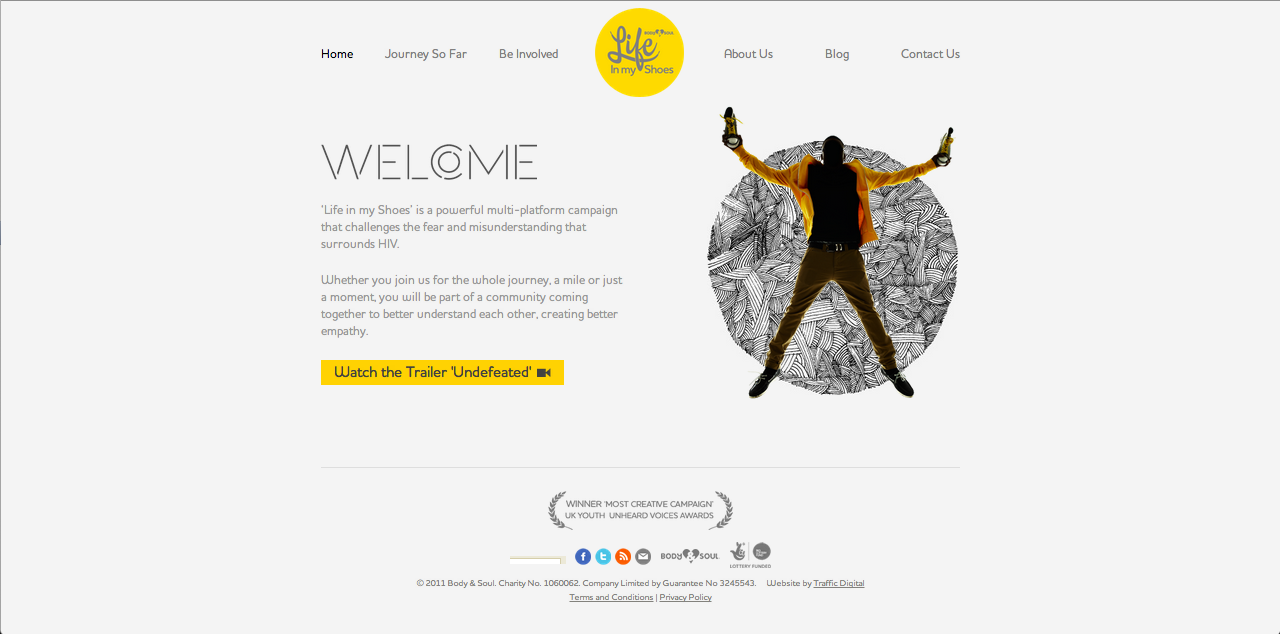 Home Journey So Far Be Involved
BODY & SOUL
Life
In my Shoes
About Us Blog Contact Us
WELCOME
'Life in my Shoes' is a powerful multi-platform campaign
that challenges the fear and misunderstanding that
surrounds HIV.
Whether you join us for the whole journey, a mile or just
a moment, you will be part of a community coming
together to better understand each other, creating better
empathy.
Watch the Trailer 'Undefeated'
WINNER 'MOST CREATIVE CAMPAIGN'
UK YOUTH UNHEARD VOICES AWARDS
BODY & SOUL
LOTTERY FUNDED
© 2011 Body & Soul. Charity No. 1060062. Company Limited by Guarantee No 3245543. Website by Traffic Digital
Terms and Conditions | Privacy Policy